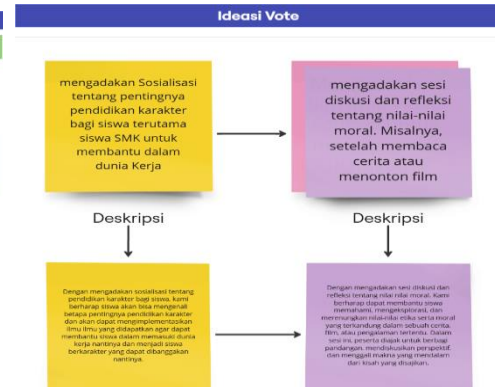 Ideasi Vote
mengadakan Sosialisasi
tentang pentingnya
pendidikan karakter
bagi siswa terutama
siswa SMK untuk
membantu dalam
dunia Kerja
mengadakan sesi
diskusi dan refleksi
tentang nilai-nilai
moral. Misalnya,
setelah membaca
cerita atau
menonton film
Deskripsi
Deskripsi
Dengan mengadakan sosialisasi tentang
pendidikan karakter bagi siswa, kami
berharap siswa akan bisa mengenali
betapa pentingnya pendidikan karakter
dan akan dapat mengimplementasikan
ilmu ilmu yang didapatkan agar dapat
membantu siswa dalam memasuki dunia
kerja nantinya dan menjadi siswa
berkarakter yang dapat dibanggakan
nantinya.
Dengan mengadakan sesi diskusi dan
refleksi tentang nilai nilai moral. Kami
berharap dapat membantu siswa
memahami, mengeksplorasi, dan
merenungkan nilai-nilai etika serta moral
yang terkandung dalam sebuah cerita,
film, atau pengalaman tertentu. Dalam
sesi ini, peserta diajak untuk berbagi
pandangan, mendiskusikan perspektif,
dan menggali makna yang mendalam
dari kisah yang disajikan.